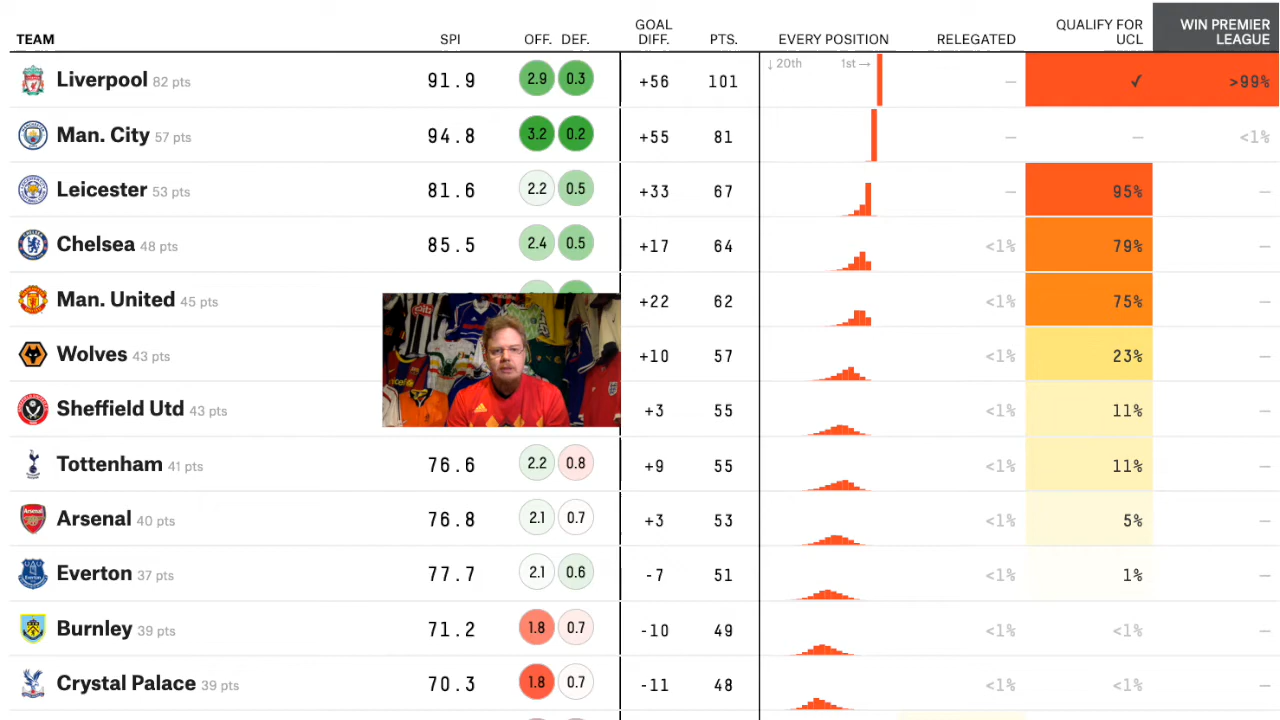 TEAM SPI OFF. DEF. GOAL DIFF. PTS. EVERY POSITION RELEGATED QUALIFY FOR UCL WIN PREMIER LEAGUE
↓ 20th 1st →
Liverpool 82 pts 91.9 2.9 0.3 +56 101 — ✓ >99%
Man. City 57 pts 94.8 3.2 0.2 +55 81 — — <1%
Leicester 53 pts 81.6 2.2 0.5 +33 67 — 95% —
Chelsea 48 pts 85.5 2.4 0.5 +17 64 <1% 79% —
Man. United 45 pts +22 62 <1% 75% —
Wolves 43 pts +10 57 <1% 23% —
Sheffield Utd 43 pts +3 55 <1% 11% —
Tottenham 41 pts 76.6 2.2 0.8 +9 55 <1% 11% —
Arsenal 40 pts 76.8 2.1 0.7 +3 53 <1% 5% —
Everton 37 pts 77.7 2.1 0.6 -7 51 <1% 1% —
Burnley 39 pts 71.2 1.8 0.7 -10 49 <1% <1% —
Crystal Palace 39 pts 70.3 1.8 0.7 -11 48 <1% <1% —